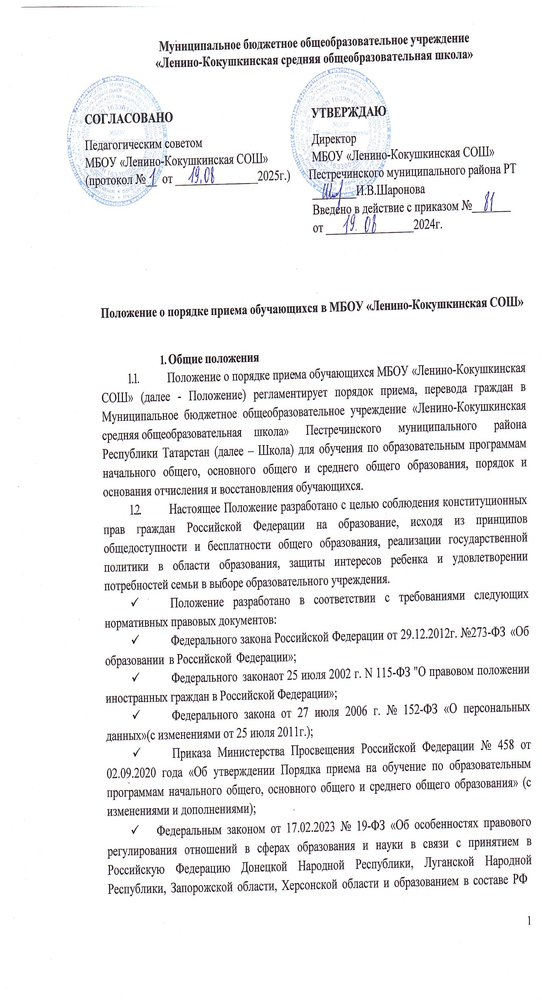 Муниципальное бюджетное общеобразовательное учреждение
«Ленино-Кокушкинская средняя общеобразовательная школа»
СОГЛАСОВАНО
Педагогическим советом
МБОУ «Ленино-Кокушкинская СОШ»
(протокол № 1 от 19.08 2025г.)
УТВЕРЖДАЮ
Директор
МБОУ «Ленино-Кокушкинская СОШ»
Пестречинского муниципального района РТ
И.В.Шаронова
Введено в действие с приказом № 81
от 19. 08 2024г.
Положение о порядке приема обучающихся в МБОУ «Ленино-Кокушкинская СОШ»
1. Общие положения
1.1. Положение о порядке приема обучающихся МБОУ «Ленино-Кокушкинская
СОШ» (далее - Положение) регламентирует порядок приема, перевода граждан в
Муниципальное бюджетное общеобразовательное учреждение «Ленино-Кокушкинская
средняя общеобразовательная школа» Пестречинского муниципального района
Республики Татарстан (далее – Школа) для обучения по образовательным программам
начального общего, основного общего и среднего общего образования, порядок и
основания отчисления и восстановления обучающихся.
1.2. Настоящее Положение разработано с целью соблюдения конституционных
прав граждан Российской Федерации на образование, исходя из принципов
общедоступности и бесплатности общего образования, реализации государственной
политики в области образования, защиты интересов ребенка и удовлетворении
потребностей семьи в выборе образовательного учреждения.
✓ Положение разработано в соответствии с требованиями следующих
нормативных правовых документов:
✓ Федерального закона Российской Федерации от 29.12.2012г. №273-ФЗ «Об
образовании в Российской Федерации»;
✓ Федерального законаот 25 июля 2002 г. N 115-ФЗ "О правовом положении
иностранных граждан в Российской Федерации»;
✓ Федерального закона от 27 июля 2006 г. № 152-ФЗ «О персональных
данных»(с изменениями от 25 июля 2011г.);
✓ Приказа Министерства Просвещения Российской Федерации № 458 от
02.09.2020 года «Об утверждении Порядка приема на обучение по образовательным
программам начального общего, основного общего и среднего общего образования» (с
изменениями и дополнениями);
✓ Федеральным законом от 17.02.2023 № 19-ФЗ «Об особенностях правового
регулирования отношений в сферах образования и науки в связи с принятием в
Российскую Федерацию Донецкой Народной Республики, Луганской Народной
Республики, Запорожской области, Херсонской области и образованием в составе РФ
1